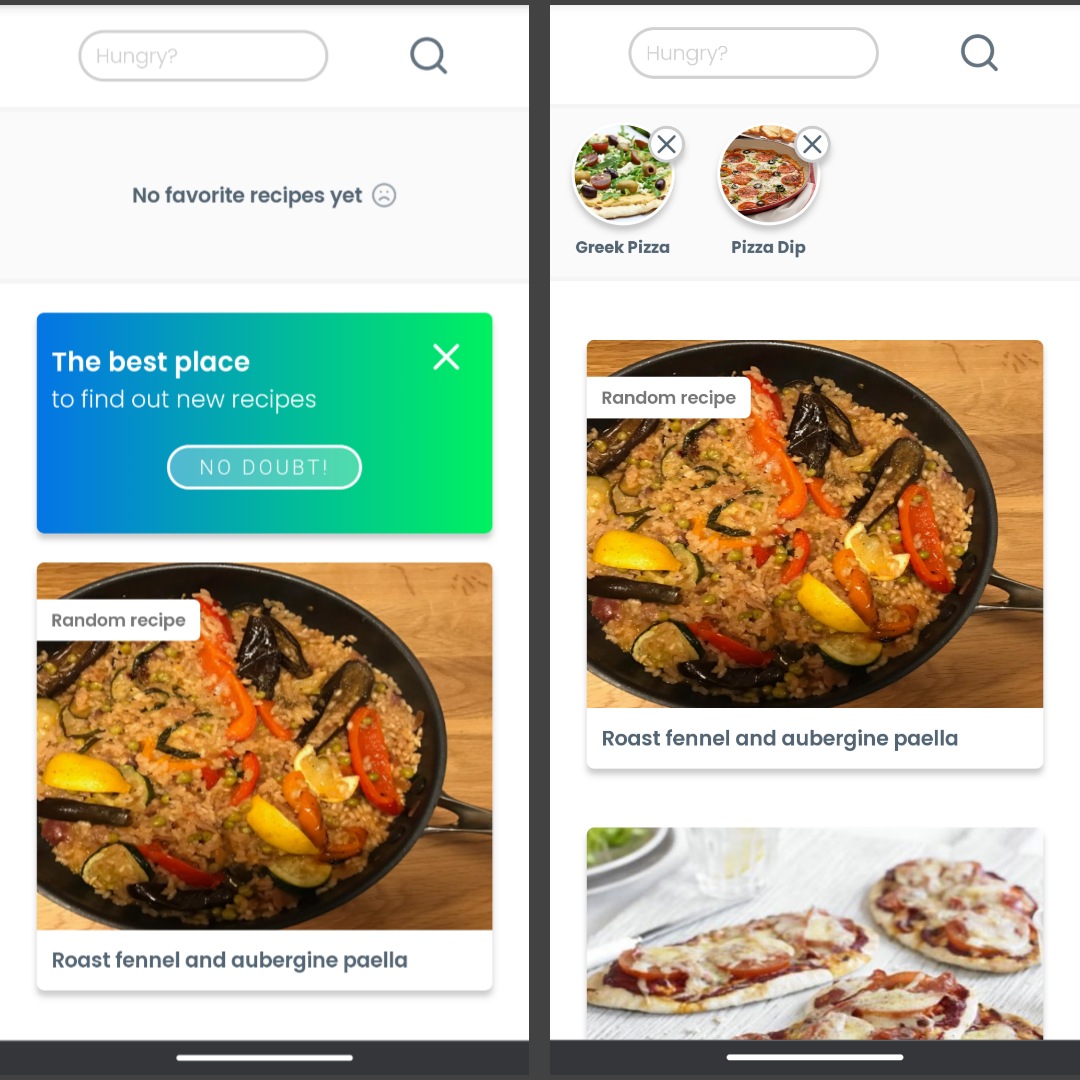 Hungry?
No favorite recipes yet
The best place
to find out new recipes
NO DOUBT!
Random recipe
Roast fennel and aubergine paella
Hungry?
Greek Pizza
Pizza Dip
Random recipe
Roast fennel and aubergine paella